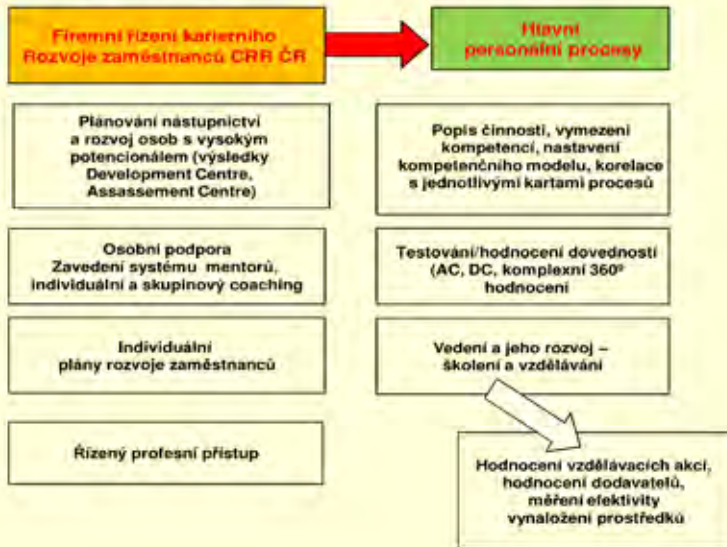 Firemní řízení karierního
Rozvoje zaměstnanců CRR ČR
Hlavní
personální procesy
Plánování nástupnictví
a rozvoj osob s vysokým
potencionálem (výsledky
Development Centre,
Assassement Centre)
Popis činností, vymezení
kompetencí, nastavení
kompetenčního modelu, korelace
s jednotlivými kartami procesů
Osobní podpora
Zavedení systému mentorů,
individuální a skupinový coaching
Testování/hodnocení dovedností
(AC, DC, komplexní 360º
hodnocení
Individuální
plány rozvoje zaměstnanců
Vedení a jeho rozvoj –
školení a vzdělávání
Řízený profesní přístup
Hodnocení vzdělávacích akcí,
hodnocení dodavatelů,
měření efektivity
vynaložení prostředků